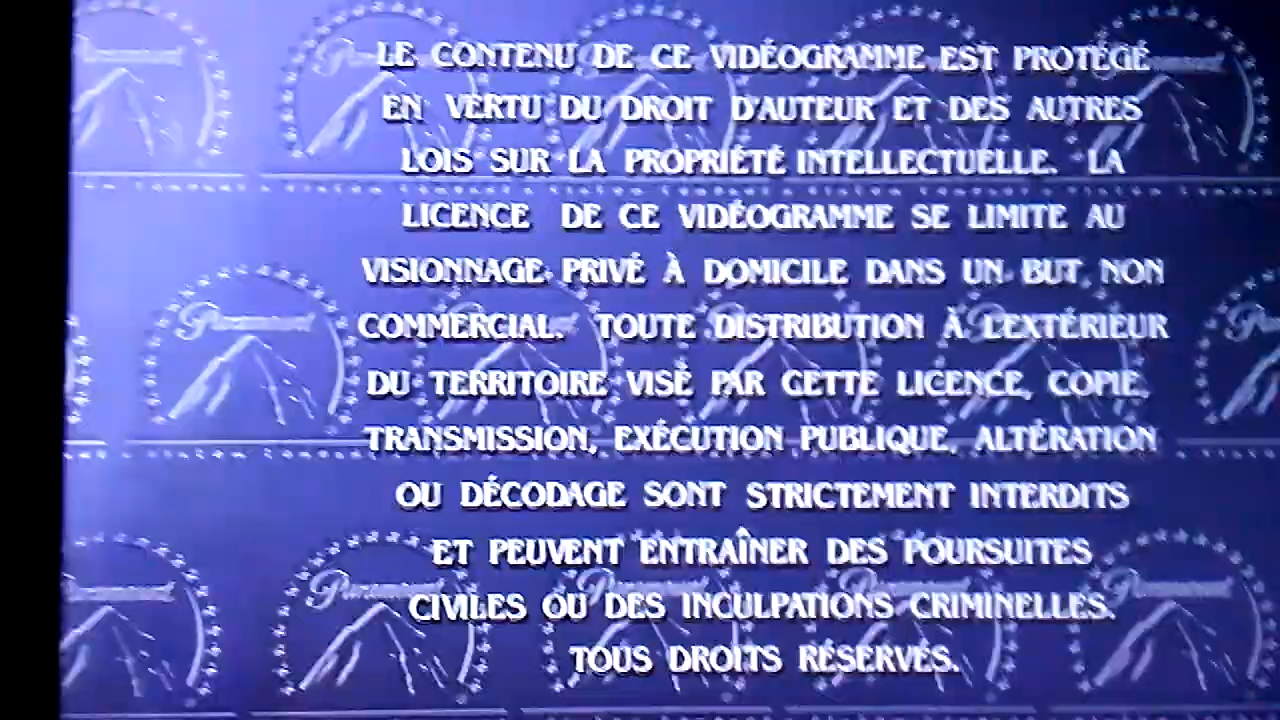 LE CONTENU DE CE VIDÉOGRAMME EST PROTÉGÉ
EN VERTU DU DROIT D'AUTEUR ET DES AUTRES
LOIS SUR LA PROPRIÉTÉ INTELLECTUELLE. LA
LICENCE DE CE VIDÉOGRAMME SE LIMITE AU
VISIONNAGE PRIVÉ À DOMICILE DANS UN BUT NON
COMMERCIAL. TOUTE DISTRIBUTION À L'EXTÉRIEUR
DU TERRITOIRE VISÉ PAR CETTE LICENCE, COPIE,
TRANSMISSION, EXÉCUTION PUBLIQUE, ALTÉRATION
OU DÉCODAGE SONT STRICTEMENT INTERDITS
ET PEUVENT ENTRAÎNER DES POURSUITES
CIVILES OU DES INCULPATIONS CRIMINELLES.
TOUS DROITS RÉSERVÉS.
Paramount
Paramount
Paramount